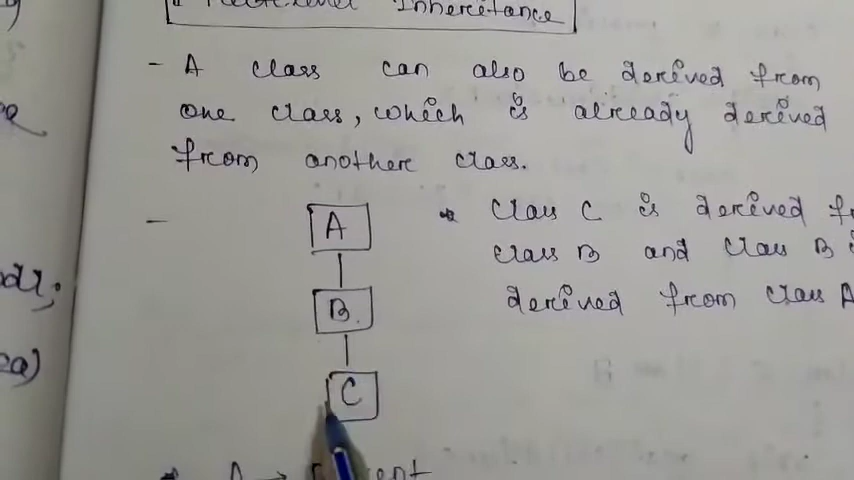 Inheritance
- A class can also be derived from
one class, which is already derived
from another class.
-
A
B
C
Class C is derived
class B and class B
derived from class A
A →